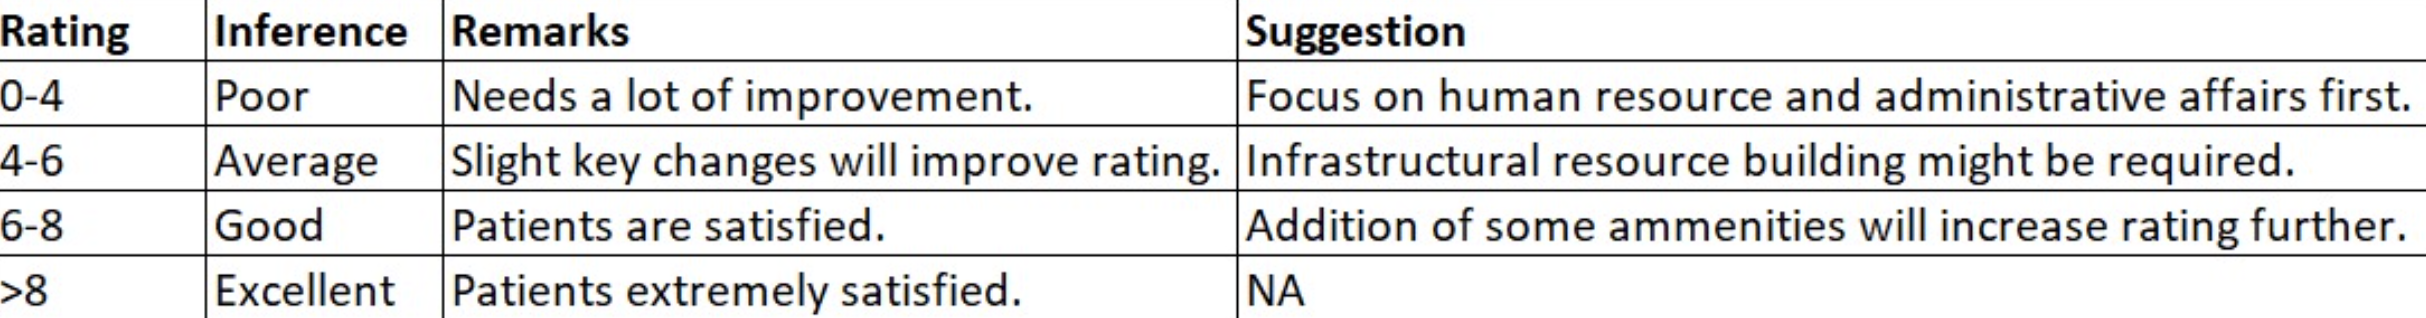 Rating Inference Remarks Suggestion
0-4 Poor Needs a lot of improvement. Focus on human resource and administrative affairs first.
4-6 Average Slight key changes will improve rating. Infrastructural resource building might be required.
6-8 Good Patients are satisfied. Addition of some ammenities will increase rating further.
>8 Excellent Patients extremely satisfied. NA